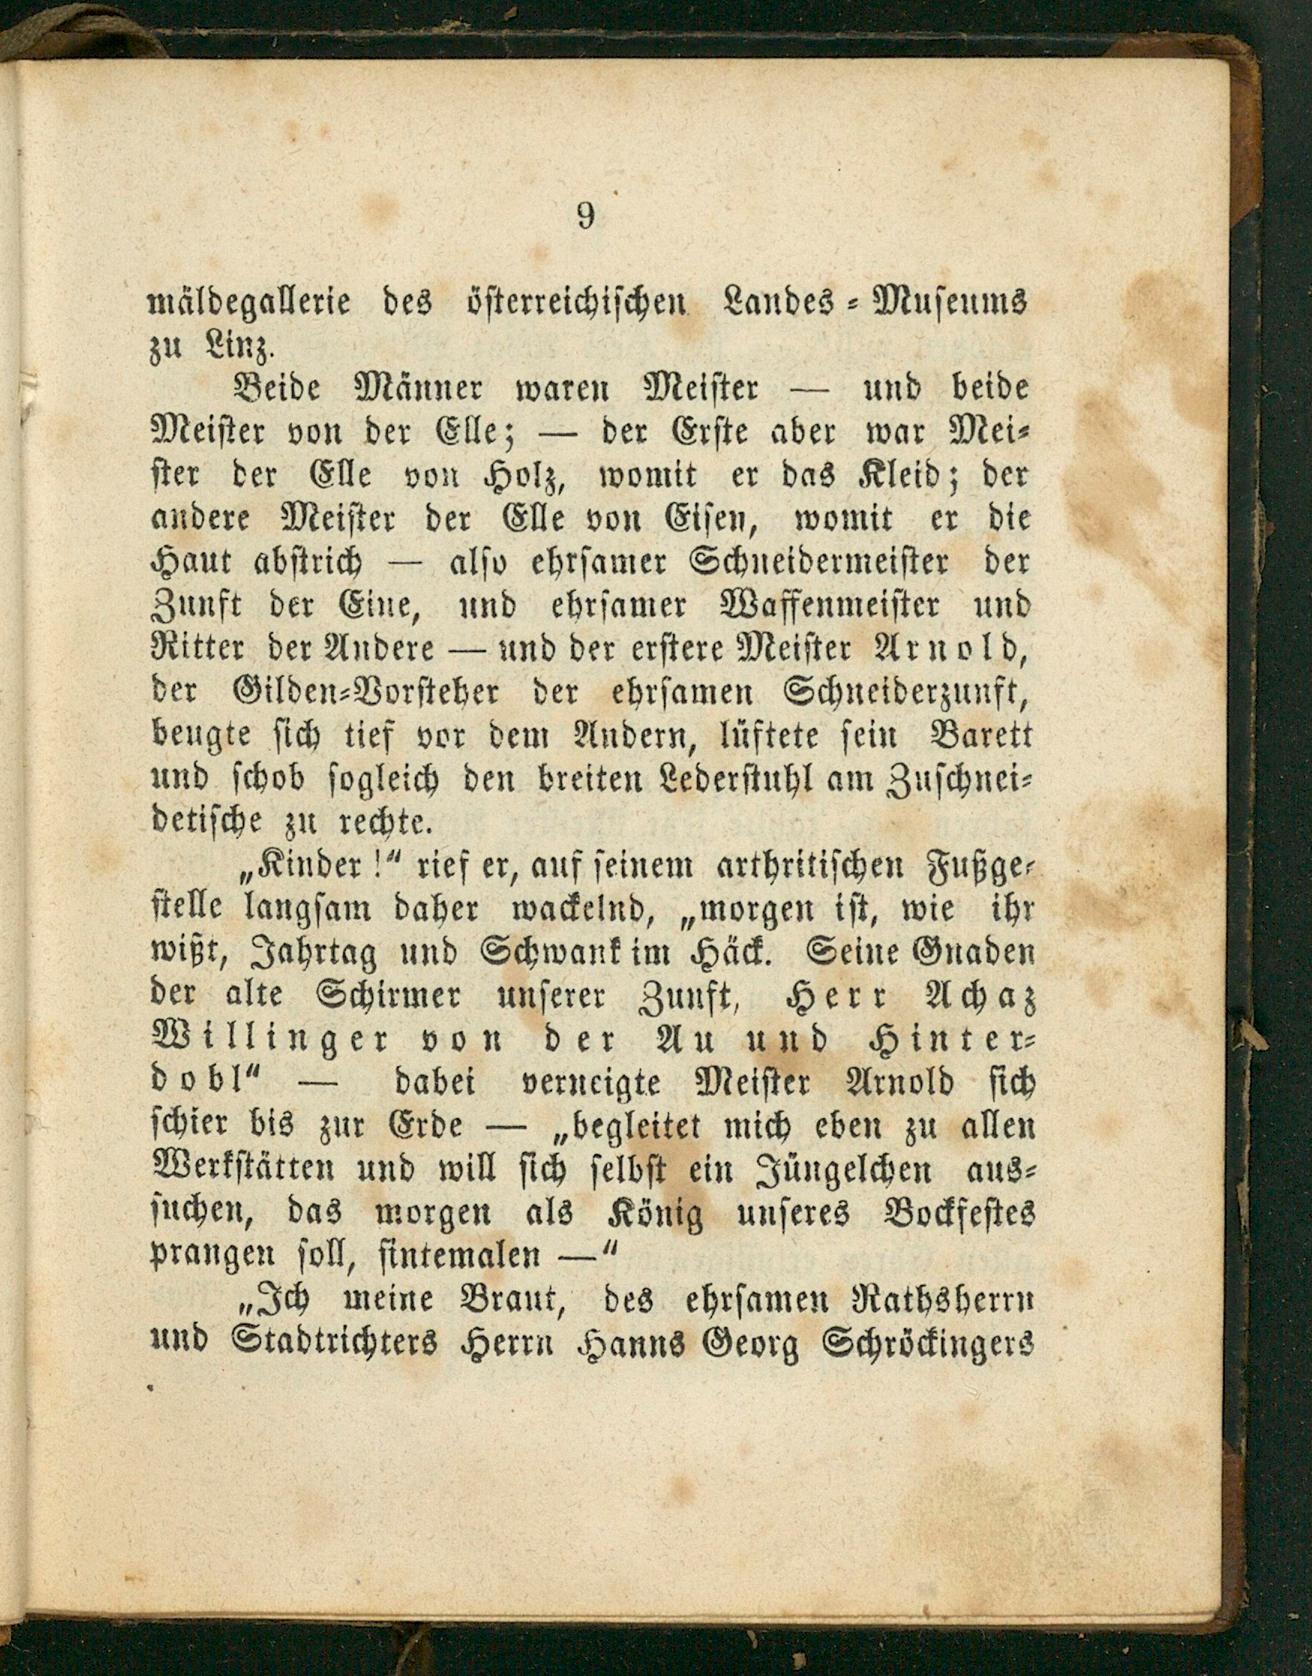 9
mäldegallerie des österreichischen Landes-Museums
zu Linz.
Beide Männer waren Meister — und beide
Meister von der Elle; — der Erste aber war Mei-
ster der Elle von Holz, womit er das Kleid; der
andere Meister der Elle von Eisen, womit er die
Haut abstrich — also ehrsamer Schneidermeister der
Zunft der Eine, und ehrsamer Waffenmeister und
Ritter der Andere — und der erstere Meister Arnold,
der Gilden-Vorsteher der ehrsamen Schneiderzunft,
beugte sich tief vor dem Andern, lüftete sein Barett
und schob sogleich den breiten Lederstuhl am Zuschnei-
detische zu rechte.
„Kinder!“ rief er, auf seinem arthritischen Fußge-
stelle langsam daher wackelnd, „morgen ist, wie ihr
wißt, Jahrtag und Schwank im Häck. Seine Gnaden
der alte Schirmer unserer Zunft, Herr Achaz
Willinger von der Au und Hinter-
dobl“ — dabei verneigte Meister Arnold sich
schier bis zur Erde — „begleitet mich eben zu allen
Werkstätten und will sich selbst ein Jüngelchen aus-
suchen, das morgen als König unseres Bockfestes
prangen soll, sintemalen —“
„Ich meine Braut, des ehrsamen Rathsherrn
und Stadtrichters Herrn Hanns Georg Schröckingers